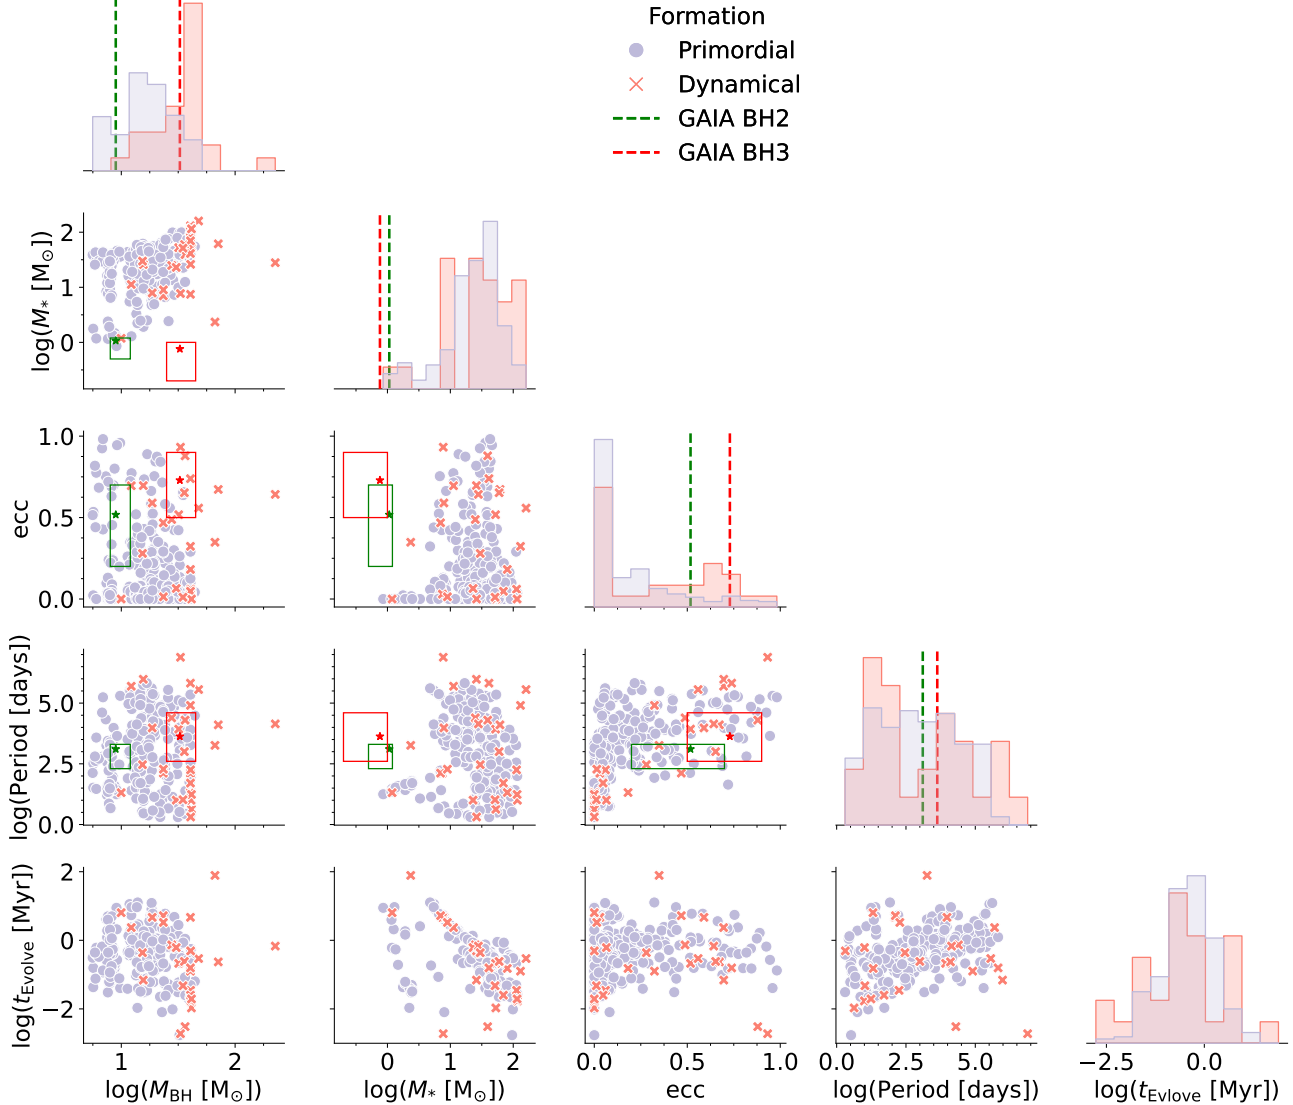 Formation
Primordial
Dynamical
GAIA BH2
GAIA BH3
log(M* [M⊙])
2
1
0
ecc
1.0
0.5
0.0
log(Period [days])
5.0
2.5
0.0
log(tEvolve [Myr])
2
0
−2
1 2
0 1 2
0.0 0.5 1.0
0.0 2.5 5.0
−2.5 0.0
log(MBH [M⊙])
log(M* [M⊙])
ecc
log(Period [days])
log(tEvlove [Myr])